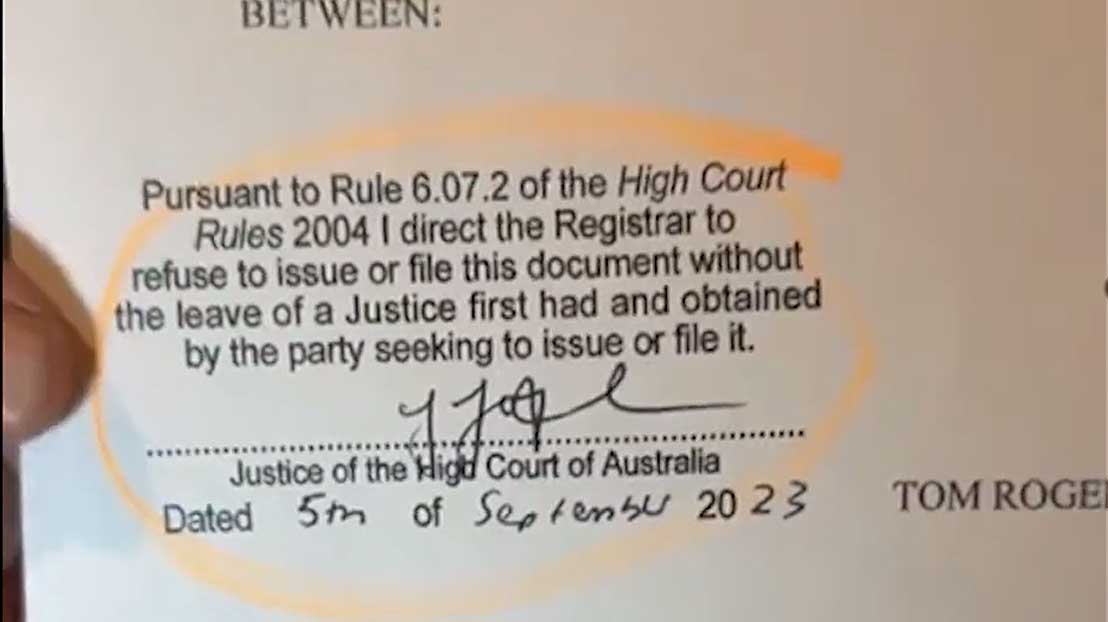 BETWEEN:
Pursuant to Rule 6.07.2 of the High Court
Rules 2004 I direct the Registrar to
refuse to issue or file this document without
the leave of a Justice first had and obtained
by the party seeking to issue or file it.
Justice of the High Court of Australia
Dated 5th of September 2023
TOM ROGE